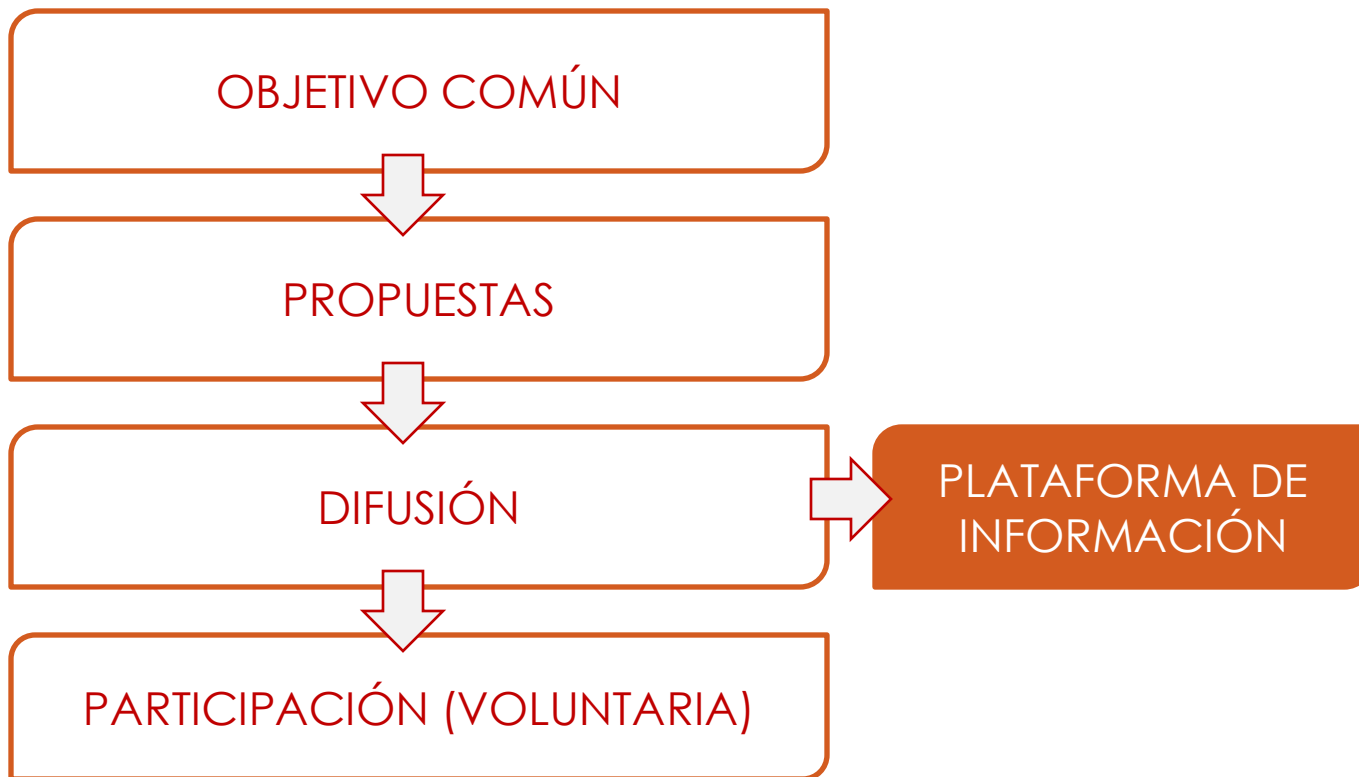 OBJETIVO COMÚN
PROPUESTAS
DIFUSIÓN
PLATAFORMA DE
INFORMACIÓN
PARTICIPACIÓN (VOLUNTARIA)